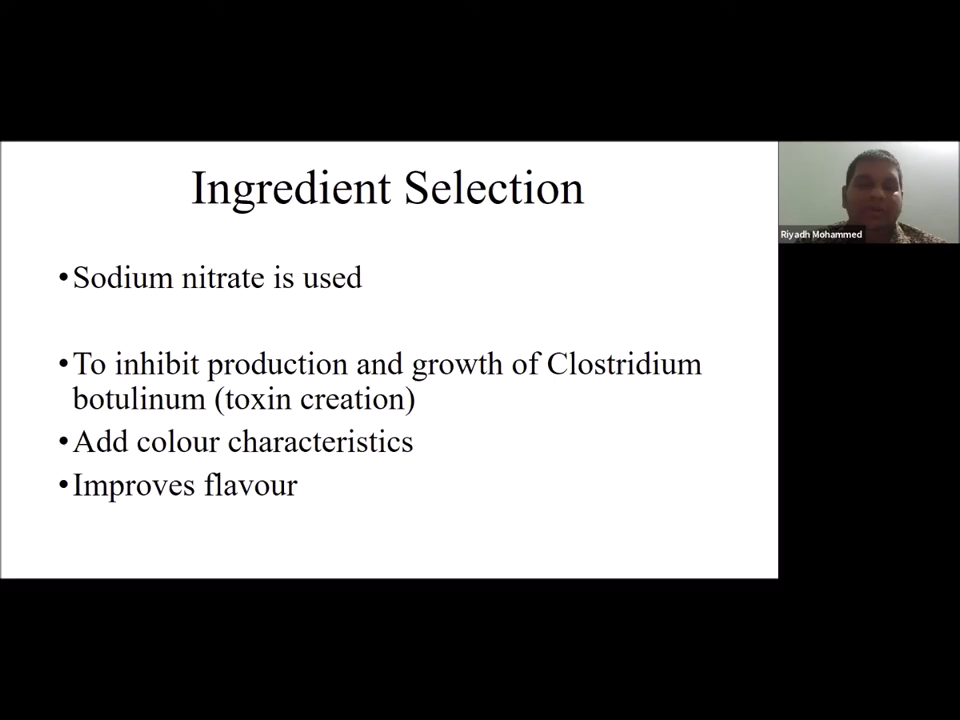 Ingredient Selection
•Sodium nitrate is used
•To inhibit production and growth of Clostridium
botulinum (toxin creation)
•Add colour characteristics
•Improves flavour
Riyadh Mohammed